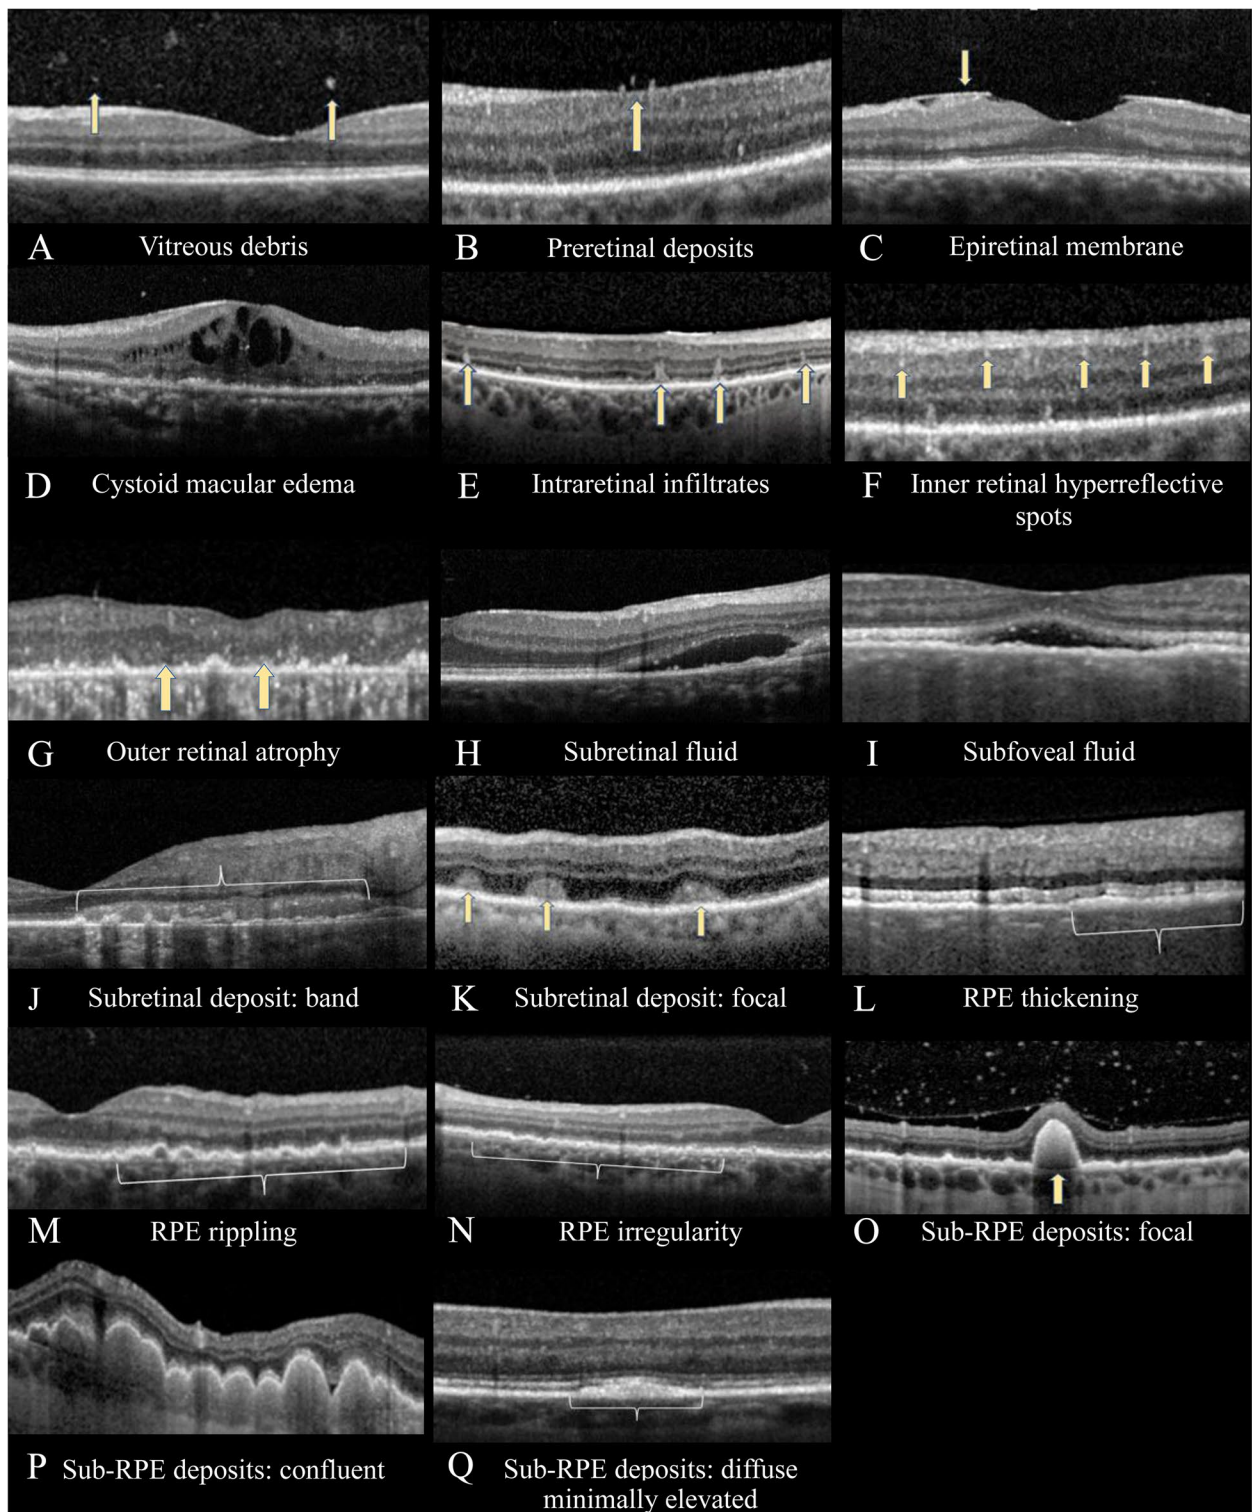 A Vitreous debris
B Preretinal deposits
C Epiretinal membrane
D Cystoid macular edema
E Intraretinal infiltrates
F Inner retinal hyperreflective
spots
G Outer retinal atrophy
H Subretinal fluid
I Subfoveal fluid
J Subretinal deposit: band
K Subretinal deposit: focal
L RPE thickening
M RPE rippling
N RPE irregularity
O Sub-RPE deposits: focal
P Sub-RPE deposits: confluent
Q Sub-RPE deposits: diffuse
minimally elevated